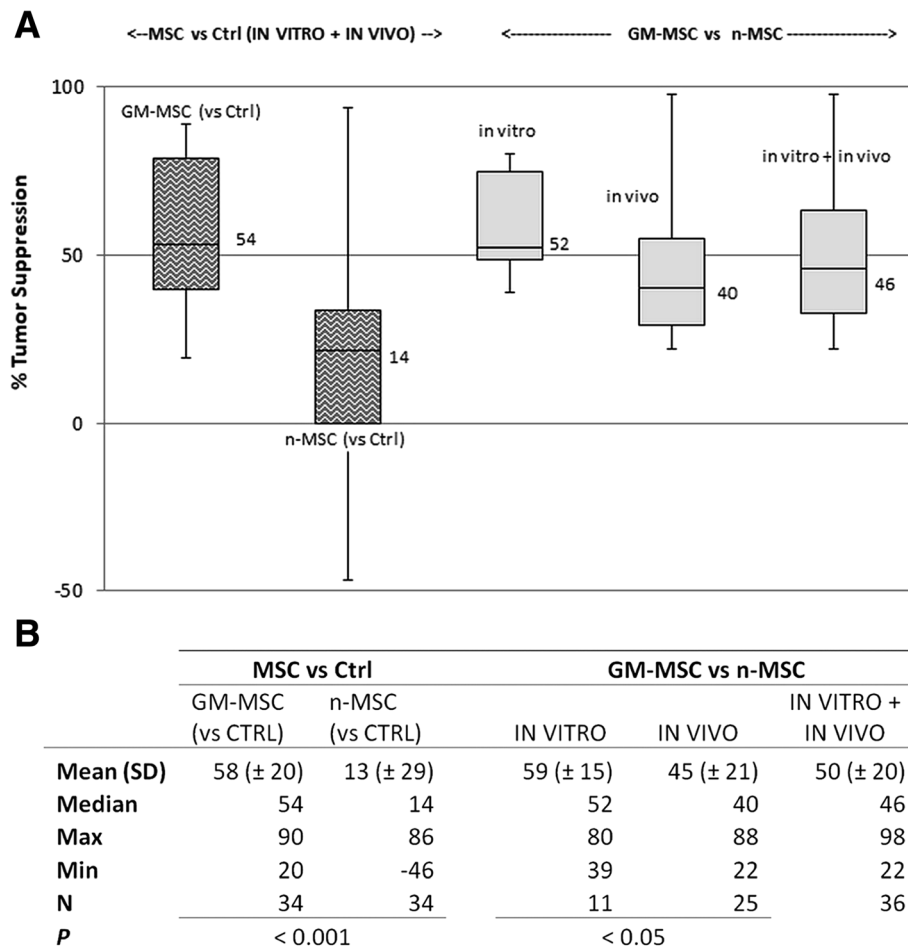 A
<--MSC vs Ctrl (IN VITRO + IN VIVO) --> <---------------- GM-MSC vs n-MSC ---------------->
100
GM-MSC (vs Ctrl)
in vitro
in vitro + in vivo
in vivo
% Tumor Suppression
54
52
50
40
46
14
0
n-MSC (vs Ctrl)
-50
B
MSC vs Ctrl GM-MSC vs n-MSC
GM-MSC n-MSC IN VITRO +
(vs CTRL) (vs CTRL) IN VITRO IN VIVO IN VIVO
Mean (SD) 58 (± 20) 13 (± 29) 59 (± 15) 45 (± 21) 50 (± 20)
Median 54 14 52 40 46
Max 90 86 80 88 98
Min 20 -46 39 22 22
N 34 34 11 25 36
P < 0.001 < 0.05